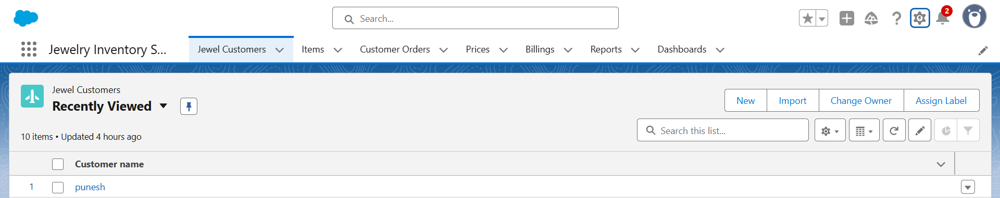 Search...
2
Jewelry Inventory S...
Jewel Customers
Items
Customer Orders
Prices
Billings
Reports
Dashboards
Jewel Customers
Recently Viewed
New
Import
Change Owner
Assign Label
10 items • Updated 4 hours ago
Search this list...
Customer name
1
punesh